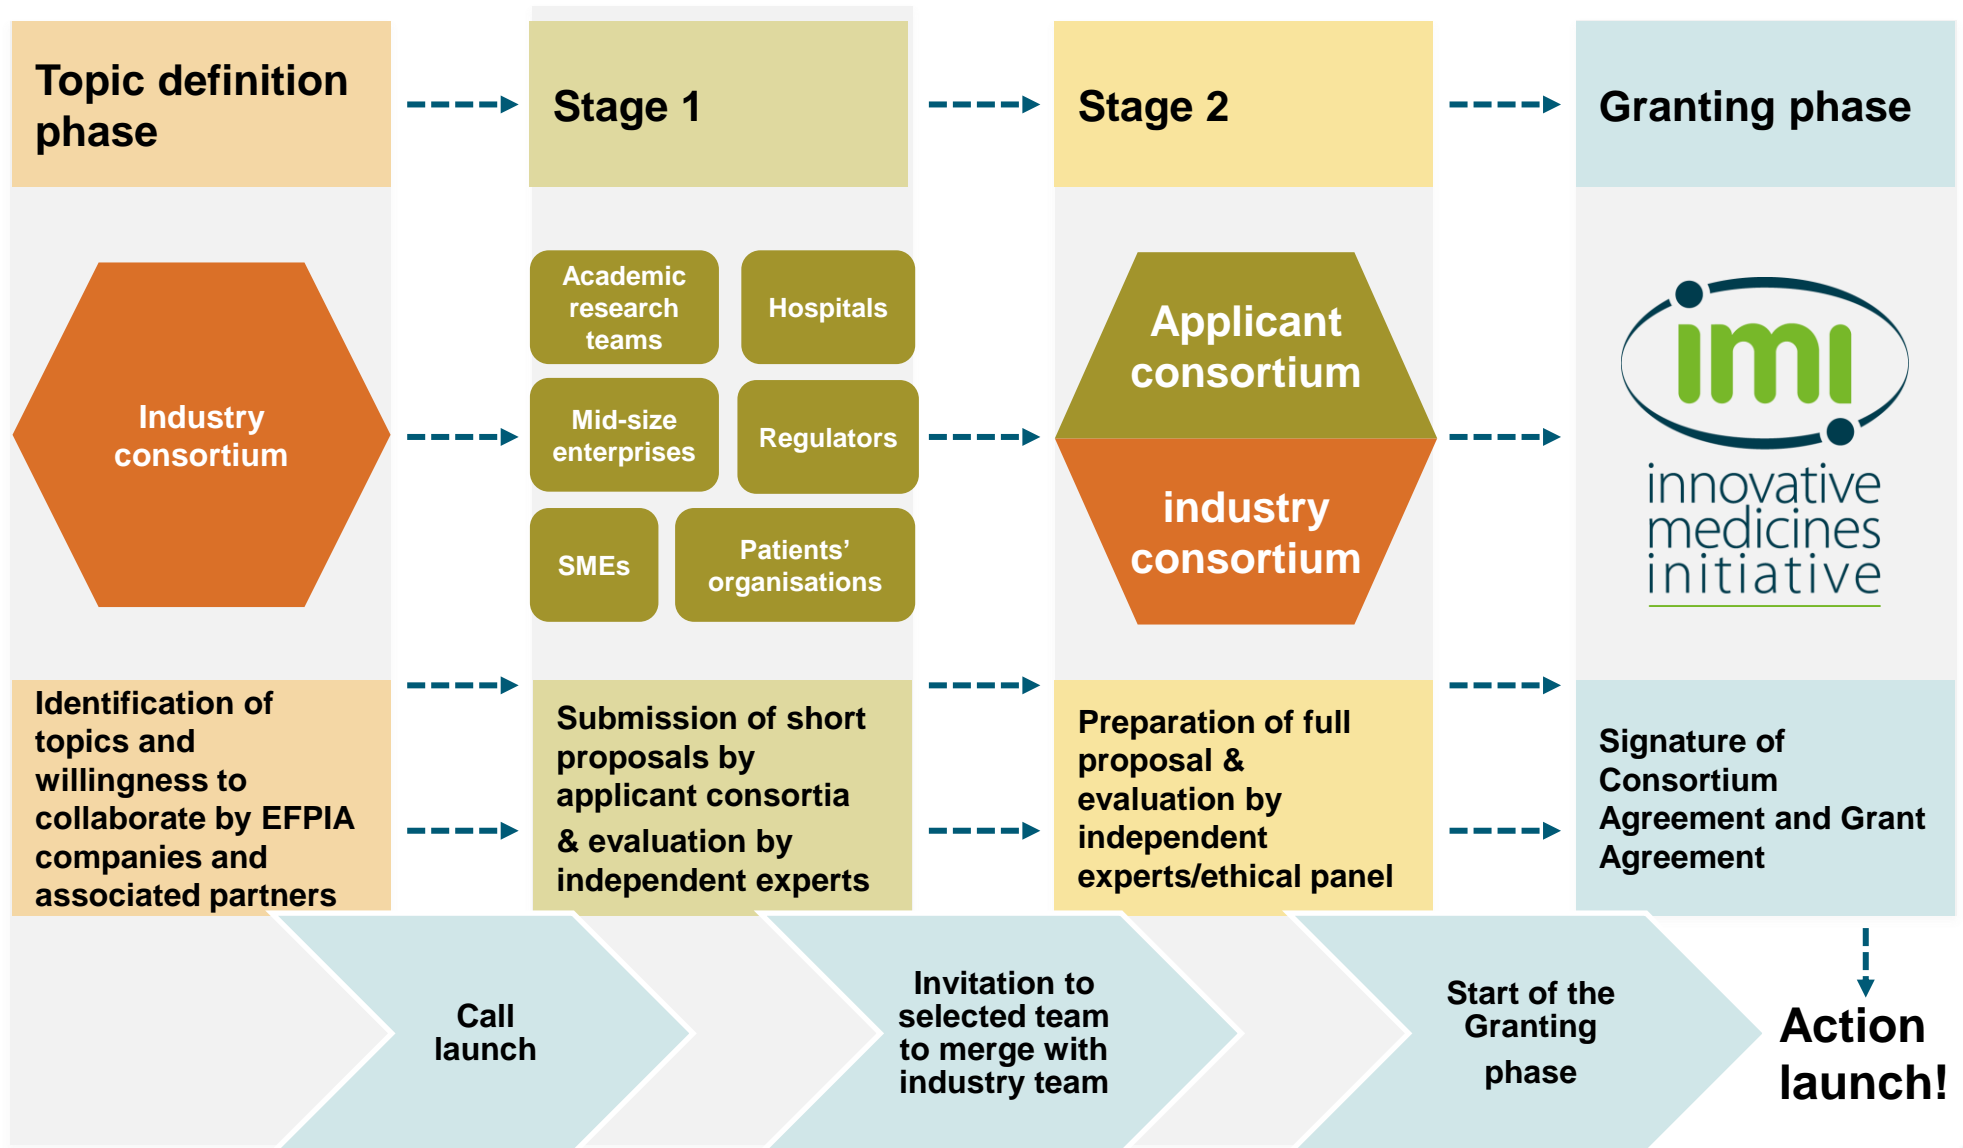 Topic definition
phase
Stage 1
Stage 2
Granting phase
Industry
consortium
Academic
research
teams
Hospitals
Mid-size
enterprises
Regulators
SMEs
Patients’
organisations
Applicant
consortium
industry
consortium
imi
innovative
medicines
initiative
Identification of
topics and
willingness to
collaborate by EFPIA
companies and
associated partners
Submission of short
proposals by
applicant consortia
& evaluation by
independent experts
Preparation of full
proposal &
evaluation by
independent
experts/ethical panel
Signature of
Consortium
Agreement and Grant
Agreement
Call
launch
Invitation to
selected team
to merge with
industry team
Start of the
Granting
phase
Action
launch!